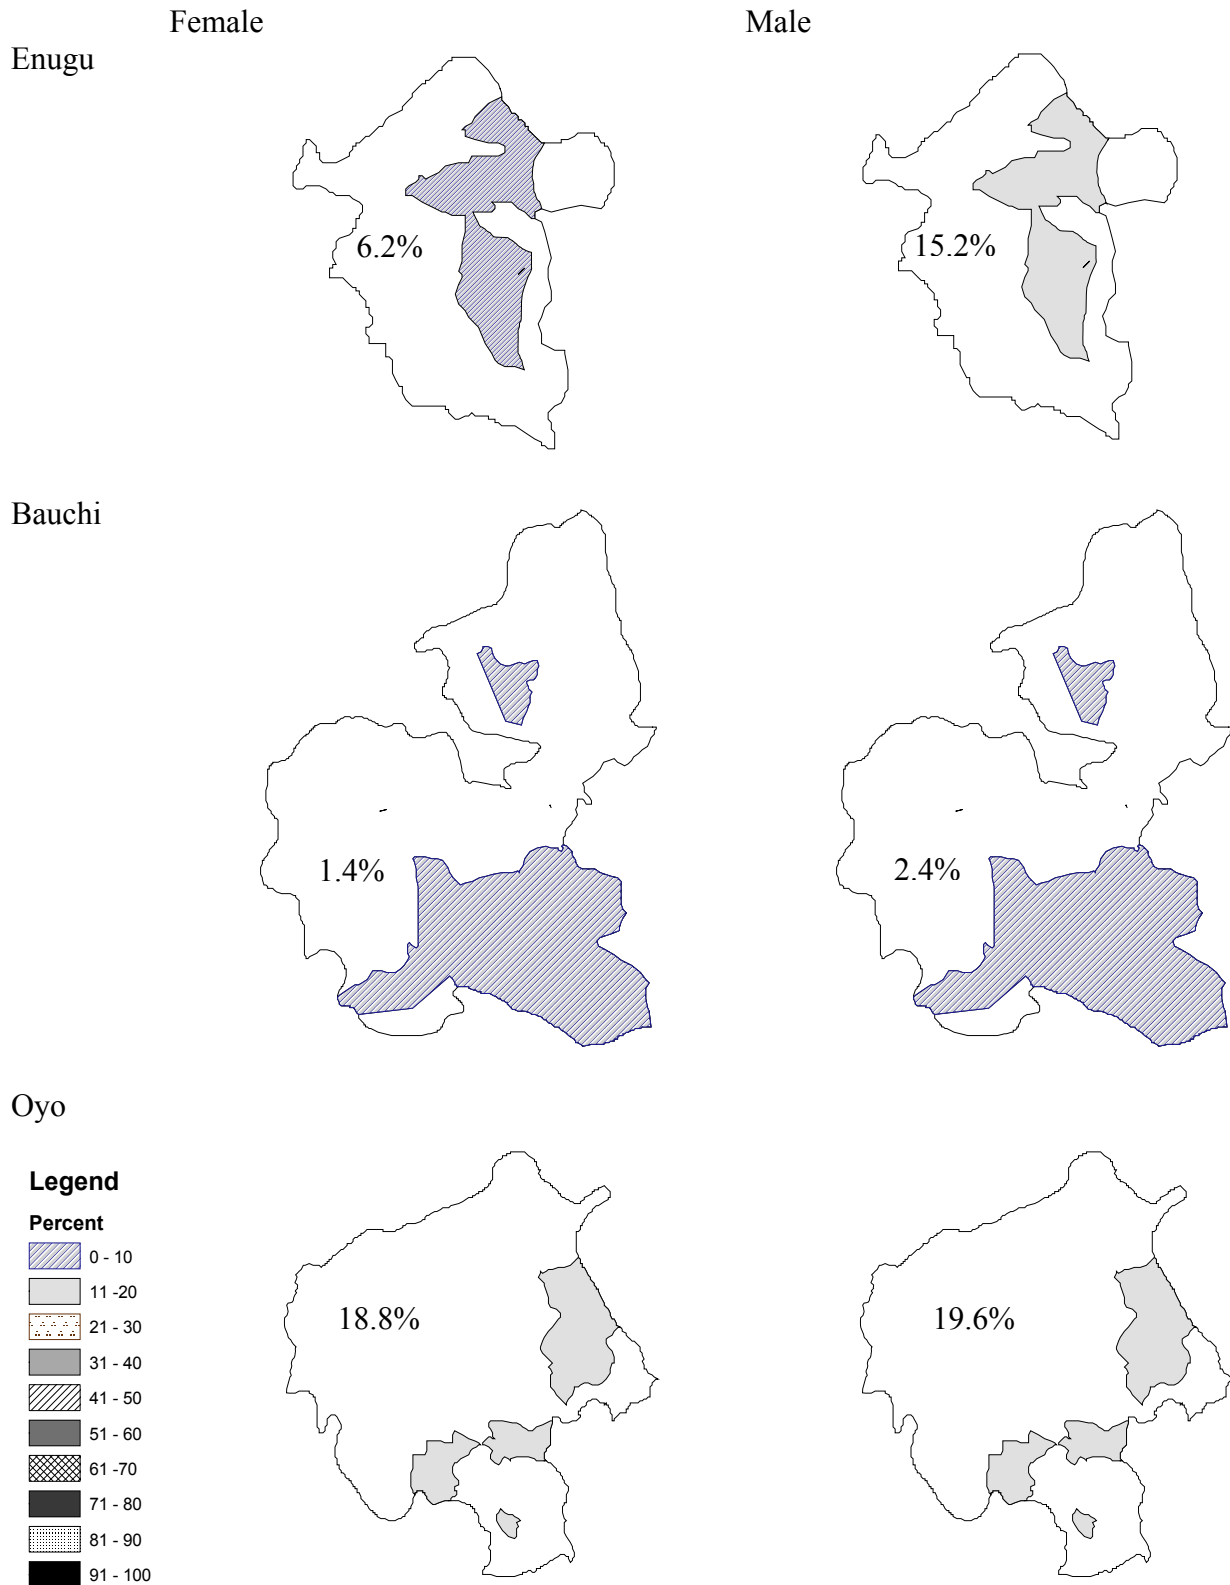 Female
Male
Enugu
6.2%
15.2%
Bauchi
1.4%
2.4%
Oyo
Legend
Percent
0 - 10
11 -20
21 - 30
31 - 40
41 - 50
51 - 60
61 -70
71 - 80
81 - 90
91 - 100
18.8%
19.6%